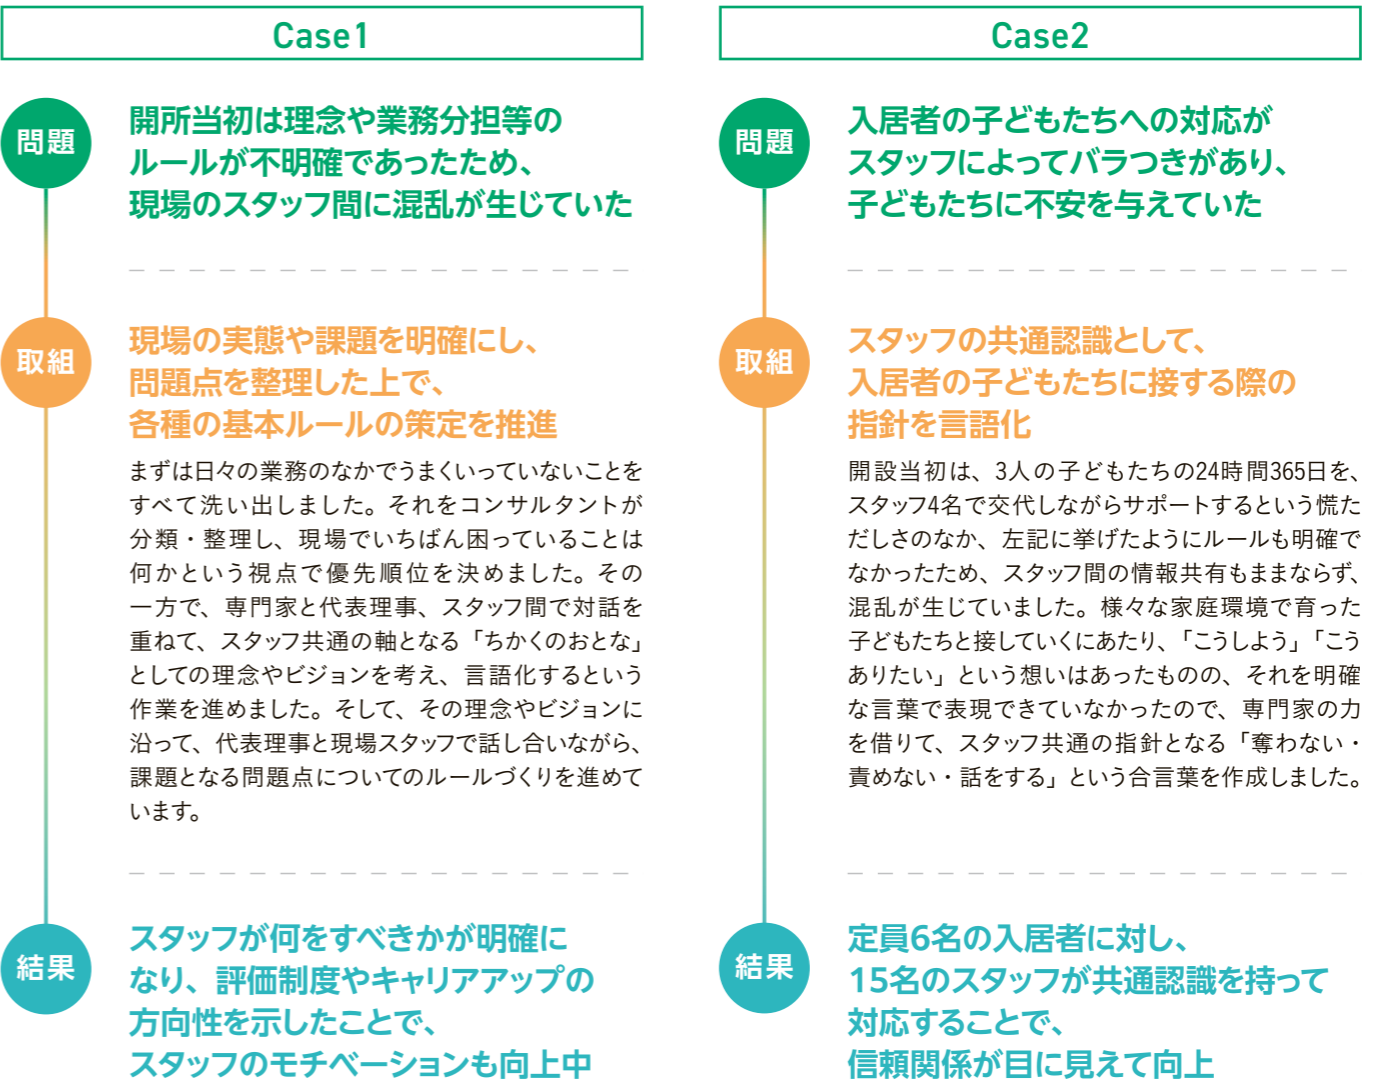 Case1
問題
開所当初は理念や業務分担等の
ルールが不明確であったため、
現場のスタッフ間に混乱が生じていた
取組
現場の実態や課題を明確にし、
問題点を整理した上で、
各種の基本ルールの策定を推進
まずは日々の業務のなかでうまくいっていないことを
すべて洗い出しました。それをコンサルタントが
分類・整理し、現場でいちばん困っていることは
何かという視点で優先順位を決めました。その
一方で、専門家と代表理事、スタッフ間で対話を
重ねて、スタッフ共通の軸となる「ちかくのおとな」
としての理念やビジョンを考え、言語化するという
作業を進めました。そして、その理念やビジョンに
沿って、代表理事と現場スタッフで話し合いながら、
課題となる問題点についてのルールづくりを進めて
います。
結果
スタッフが何をすべきかが明確に
なり、評価制度やキャリアアップの
方向性を示したことで、
スタッフのモチベーションも向上中
Case2
問題
入居者の子どもたちへの対応が
スタッフによってバラつきがあり、
子どもたちに不安を与えていた
取組
スタッフの共通認識として、
入居者の子どもたちに接する際の
指針を言語化
開設当初は、3人の子どもたちの24時間365日を、
スタッフ4名で交代しながらサポートするという慌た
だしさのなか、左記に挙げたようにルールも明確で
なかったため、スタッフ間の情報共有もままならず、
混乱が生じていました。様々な家庭環境で育った
子どもたちと接していくにあたり、「こうしよう」「こう
ありたい」という想いはあったものの、それを明確
な言葉で表現できていなかったので、専門家の力
を借りて、スタッフ共通の指針となる「奪わない・
責めない・話をする」という合言葉を作成しました。
結果
定員6名の入居者に対し、
15名のスタッフが共通認識を持って
対応することで、
信頼関係が目に見えて向上